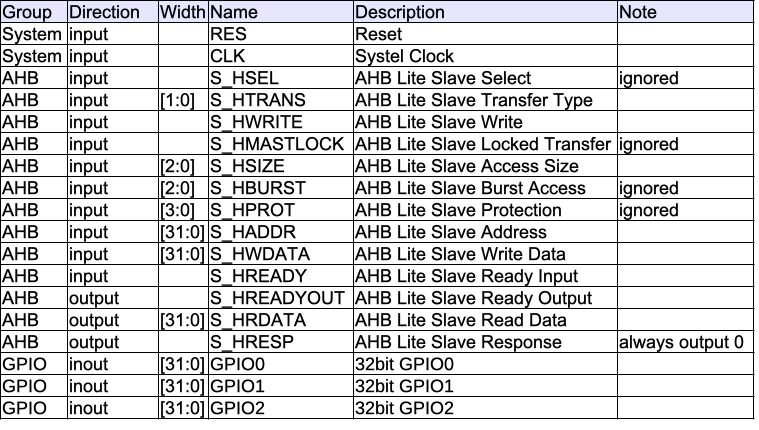 Group Direction Width Name Description Note
System input RES Reset
System input CLK Systel Clock
AHB input S_HSEL AHB Lite Slave Select ignored
AHB input [1:0] S_HTRANS AHB Lite Slave Transfer Type
AHB input S_HWRITE AHB Lite Slave Write
AHB input S_HMASTLOCK AHB Lite Slave Locked Transfer ignored
AHB input [2:0] S_HSIZE AHB Lite Slave Access Size
AHB input [2:0] S_HBURST AHB Lite Slave Burst Access ignored
AHB input [3:0] S_HPROT AHB Lite Slave Protection ignored
AHB input [31:0] S_HADDR AHB Lite Slave Address
AHB input [31:0] S_HWDATA AHB Lite Slave Write Data
AHB input S_HREADY AHB Lite Slave Ready Input
AHB output S_HREADYOUT AHB Lite Slave Ready Output
AHB output [31:0] S_HRDATA AHB Lite Slave Read Data
AHB output S_HRESP AHB Lite Slave Response always output 0
GPIO inout [31:0] GPIO0 32bit GPIO0
GPIO inout [31:0] GPIO1 32bit GPIO1
GPIO inout [31:0] GPIO2 32bit GPIO2